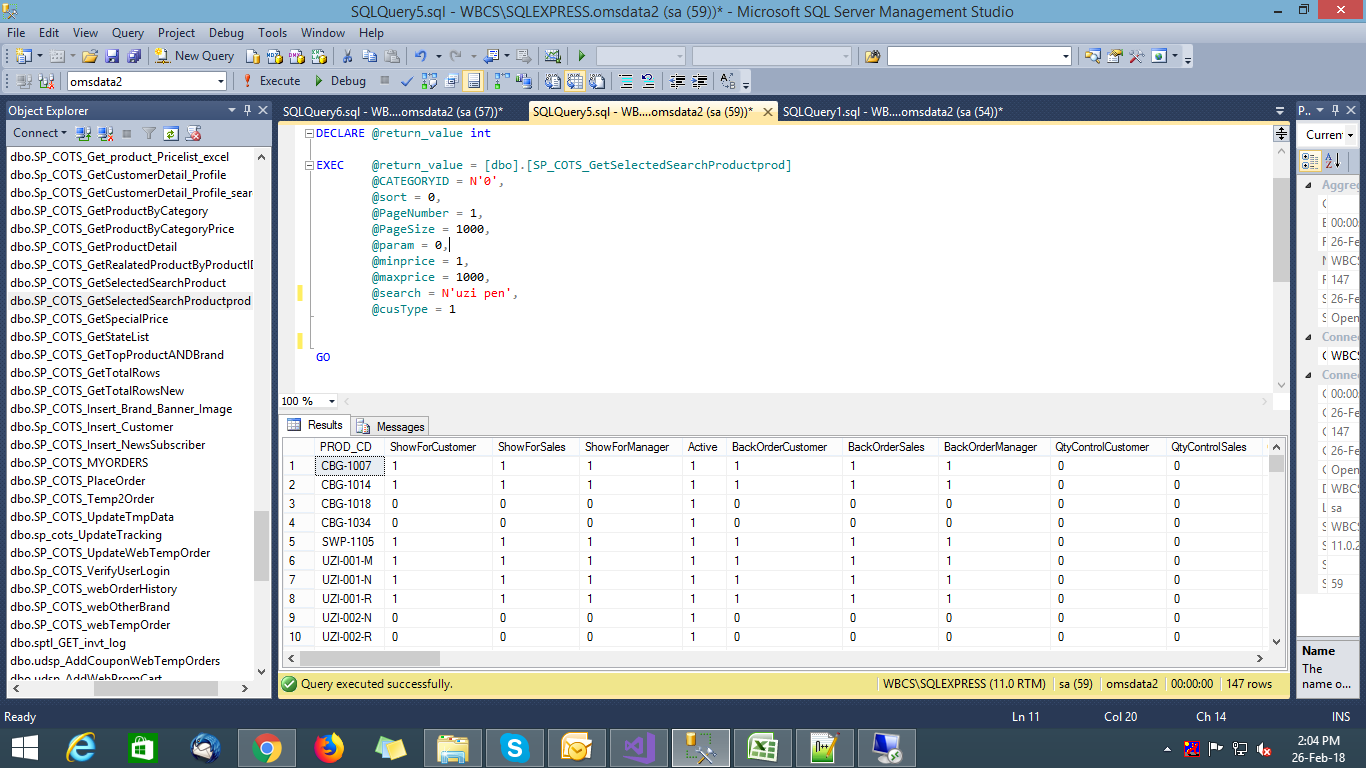 SQLQuery5.sql - WBCS\SQLEXPRESS.omsdata2 (sa (59))* - Microsoft SQL Server Management Studio
File Edit View Query Project Debug Tools Window Help
New Query
omsdata2 Execute Debug
Object Explorer
Connect
dbo.SP_COTS_Get_product_Pricelist_excel
dbo.SP_COTS_GetCustomerDetail_Profile
dbo.SP_COTS_GetCustomerDetail_Profile_sear
dbo.SP_COTS_GetProductByCategory
dbo.SP_COTS_GetProductByCategoryPrice
dbo.SP_COTS_GetProductDetail
dbo.SP_COTS_GetRealatedProductByProductID
dbo.SP_COTS_GetSelectedSearchProduct
dbo.SP_COTS_GetSelectedSearchProductprod
dbo.SP_COTS_GetSpecialPrice
dbo.SP_COTS_GetStateList
dbo.SP_COTS_GetTopProductANDBrand
dbo.SP_COTS_GetTotalRows
dbo.SP_COTS_GetTotalRowsNew
dbo.SP_COTS_Insert_Brand_Banner_Image
dbo.SP_COTS_Insert_Customer
dbo.SP_COTS_Insert_NewsSubscriber
dbo.SP_COTS_MYORDERS
dbo.SP_COTS_PlaceOrder
dbo.SP_COTS_Temp2Order
dbo.SP_COTS_UpdateTmpData
dbo.sp_cots_UpdateTracking
dbo.SP_COTS_UpdateWebTempOrder
dbo.Sp_COTS_VerifyUserLogin
dbo.SP_COTS_webOrderHistory
dbo.SP_COTS_webOtherBrand
dbo.SP_COTS_webTempOrder
dbo.sptl_GET_invt_log
dbo.udsp_AddCouponWebTempOrders
dbo.udsp_AddWebPromCart
SQLQuery6.sql - WB....omsdata2 (sa (57))* SQLQuery5.sql - WB....omsdata2 (sa (59))* SQLQuery1.sql - WB....omsdata2 (sa (54))*
DECLARE @return_value int
EXEC @return_value = [dbo].[SP_COTS_GetSelectedSearchProductprod]
@CATEGORYID = N'0',
@sort = 0,
@PageNumber = 1,
@PageSize = 1000,
@param = 0,
@minprice = 1,
@maxprice = 1000,
@search = N'uzi pen',
@cusType = 1
GO
100 %
Results Messages
PROD_CD ShowForCustomer ShowForSales ShowForManager Active BackOrderCustomer BackOrderSales BackOrderManager QtyControlCustomer QtyControlSales
1 CBG-1007 1 1 1 1 1 1 1 0 0
2 CBG-1014 1 1 1 1 1 1 1 0 0
3 CBG-1018 0 0 0 1 0 0 0 0 0
4 CBG-1034 0 0 0 1 0 0 0 0 0
5 SWP-1105 1 1 1 1 1 1 1 0 0
6 UZI-001-M 1 1 1 1 1 1 1 0 0
7 UZI-001-N 1 1 1 1 1 1 1 0 0
8 UZI-001-R 1 1 1 1 1 1 1 0 0
9 UZI-002-N 0 0 0 1 0 0 0 0 0
10 UZI-002-R 0 0 0 1 0 0 0 0 0
Query executed successfully. WBCS\SQLEXPRESS (11.0 RTM) sa (59) omsdata2 00:00:00 147 rows
P...
Curren
Aggreg
C
E 00:00
F 26-Fe
N WBC
F 147
S 26-Fe
S Open
Connec
C WBC
Connec
C 00:00
C 26-Fe
C 147
C 26-Fe
C Open
D WBC
L sa
S WBC
S 11.0.2
S
S 59
Name
The
name o...
Ready Ln 11 Col 20 Ch 14 INS
2:04 PM
26-Feb-18